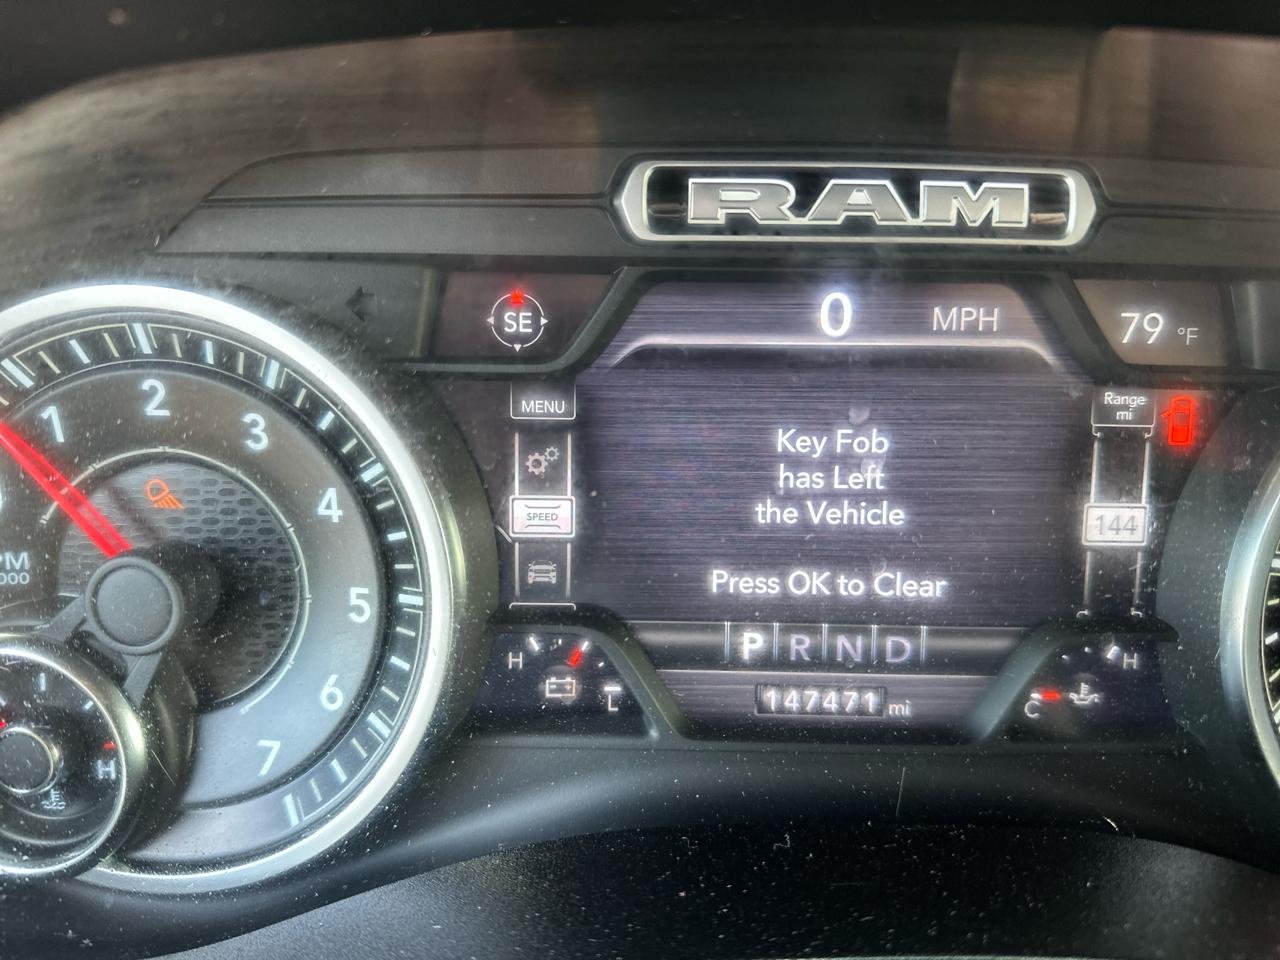 RAM
SE
0 MPH
79 °F
MENU
SPEED
Range
mi
144
Key Fob
has Left
the Vehicle
Press OK to Clear
P R N D
147471 mi
H
L
H
C
1
2
3
4
5
6
7
000
H